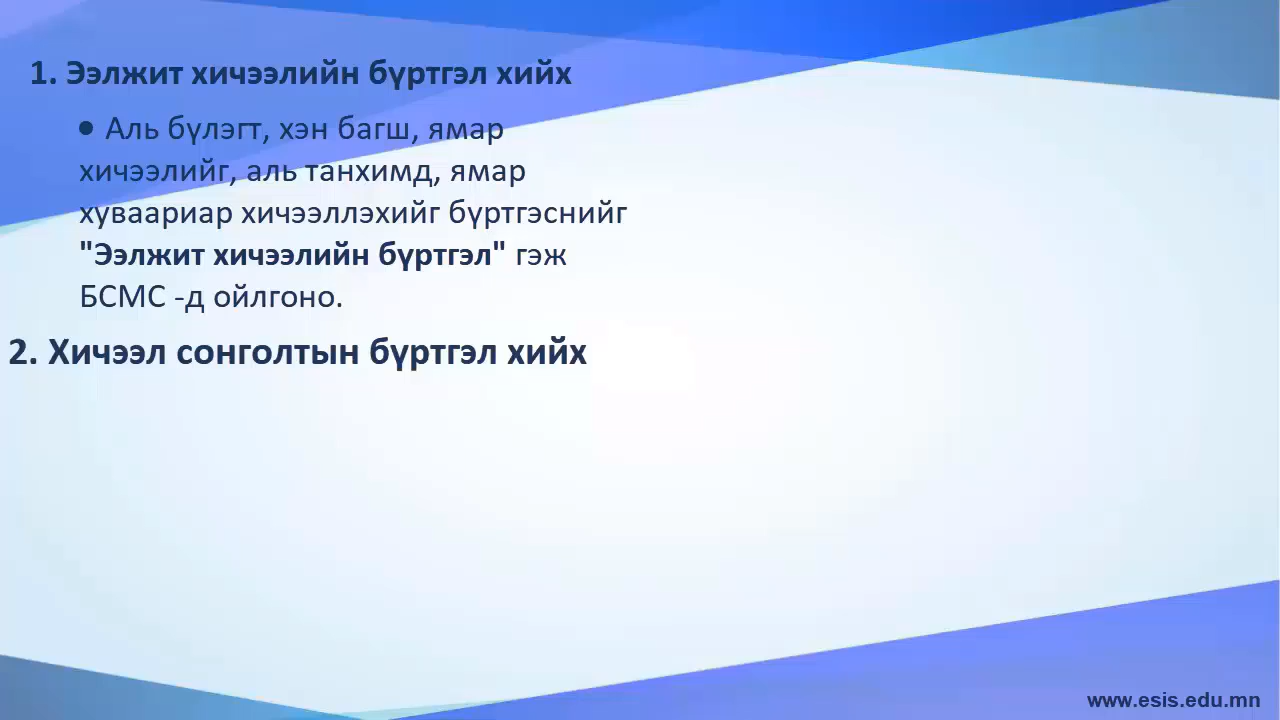 1. Ээлжит хичээлийн бүртгэл хийх
● Аль бүлэгт, хэн багш, ямар
хичээлийг, аль танхимд, ямар
хуваариар хичээллэхийг бүртгэснийг
"Ээлжит хичээлийн бүртгэл" гэж
БСМС -д ойлгоно.
2. Хичээл сонголтын бүртгэл хийх
www.esis.edu.mn